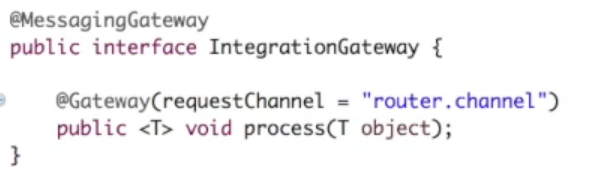 @MessagingGateway
public interface IntegrationGateway {
@Gateway(requestChannel = "router.channel")
public <T> void process(T object);
}